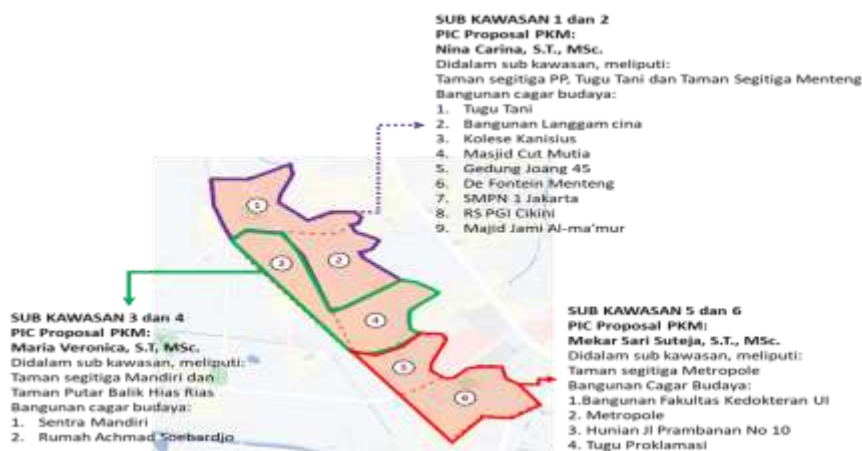 SUB KAWASAN 1 dan 2
PIC Proposal PKM:
Nina Carina, S.T., MSc.
Didalam sub kawasan, meliputi:
Taman segitiga PP, Tugu Tani dan Taman Segitiga Menteng
Bangunan cagar budaya:
1. Tugu Tani
2. Bangunan Langgam cina
3. Kolese Kanisius
4. Masjid Cut Mutia
5. Gedung Joang 45
6. De Fontein Menteng
7. SMPN 1 Jakarta
8. RS PGI Cikini
9. Majid Jami Al-ma'mur
1
2
3
4
5
6
SUB KAWASAN 3 dan 4
PIC Proposal PKM:
Maria Veronica, S.T, MSc.
Didalam sub kawasan, meliputi:
Taman segitiga Mandiri dan
Taman Putar Balik Hias Rias
Bangunan cagar budaya:
1. Sentra Mandiri
2. Rumah Achmad Soebardjo
SUB KAWASAN 5 dan 6
PIC Proposal PKM:
Mekar Sari Suteja, S.T., MSc.
Didalam sub kawasan, meliputi:
Taman segitiga Metropole
Bangunan Cagar Budaya:
1.Bangunan Fakultas Kedokteran UI
2. Metropole
3. Hunian Jl Prambanan No 10
4. Tugu Proklamasi